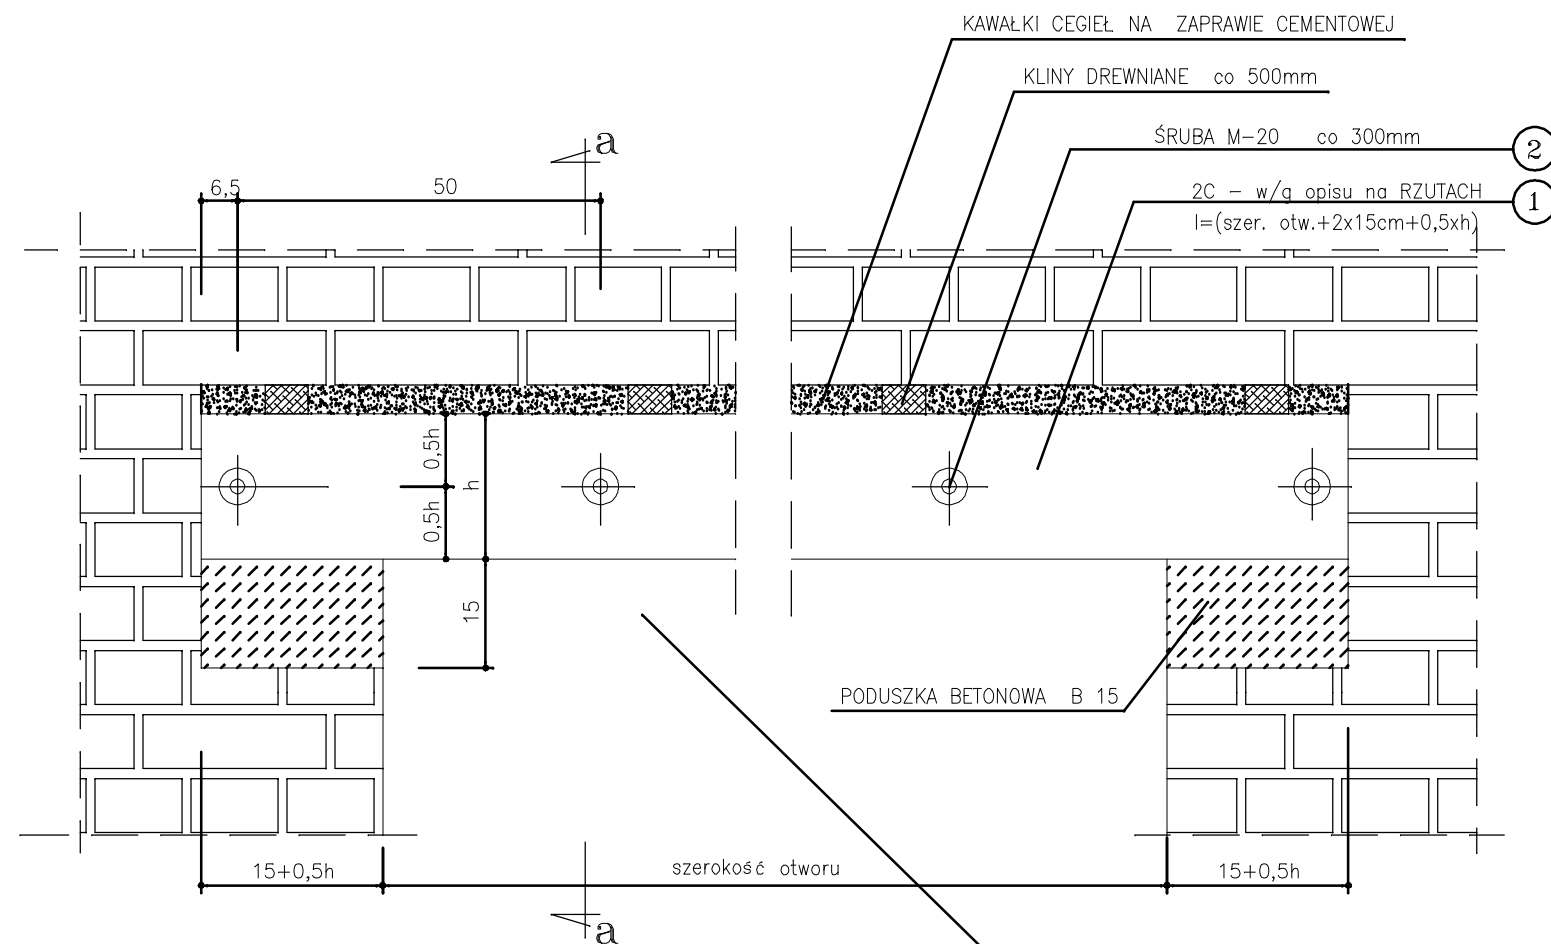 KAWAŁKI CEGIEŁ NA ZAPRAWIE CEMENTOWEJ
KLINY DREWNIANE co 500mm
ŚRUBA M-20 co 300mm
2
2C - w/g opisu na RZUTACH
1
l=(szer. otw.+2x15cm+0,5xh)
a
6,5
50
0,5h
h
0,5h
15
PODUSZKA BETONOWA B 15
15+0,5h
szerokość otworu
15+0,5h
a